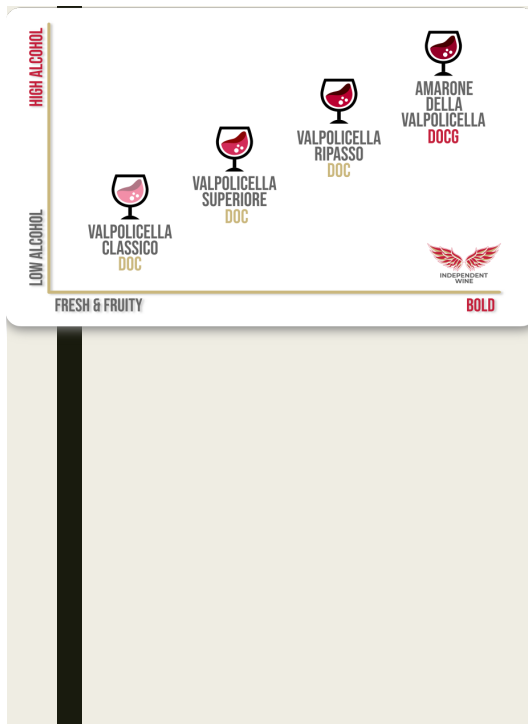 HIGH ALCOHOL
AMARONE
DELLA
VALPOLICELLA
DOCG
VALPOLICELLA
RIPASSO
DOC
VALPOLICELLA
SUPERIORE
DOC
VALPOLICELLA
CLASSICO
DOC
LOW ALCOHOL
INDEPENDENT
WINE
FRESH & FRUITY
BOLD